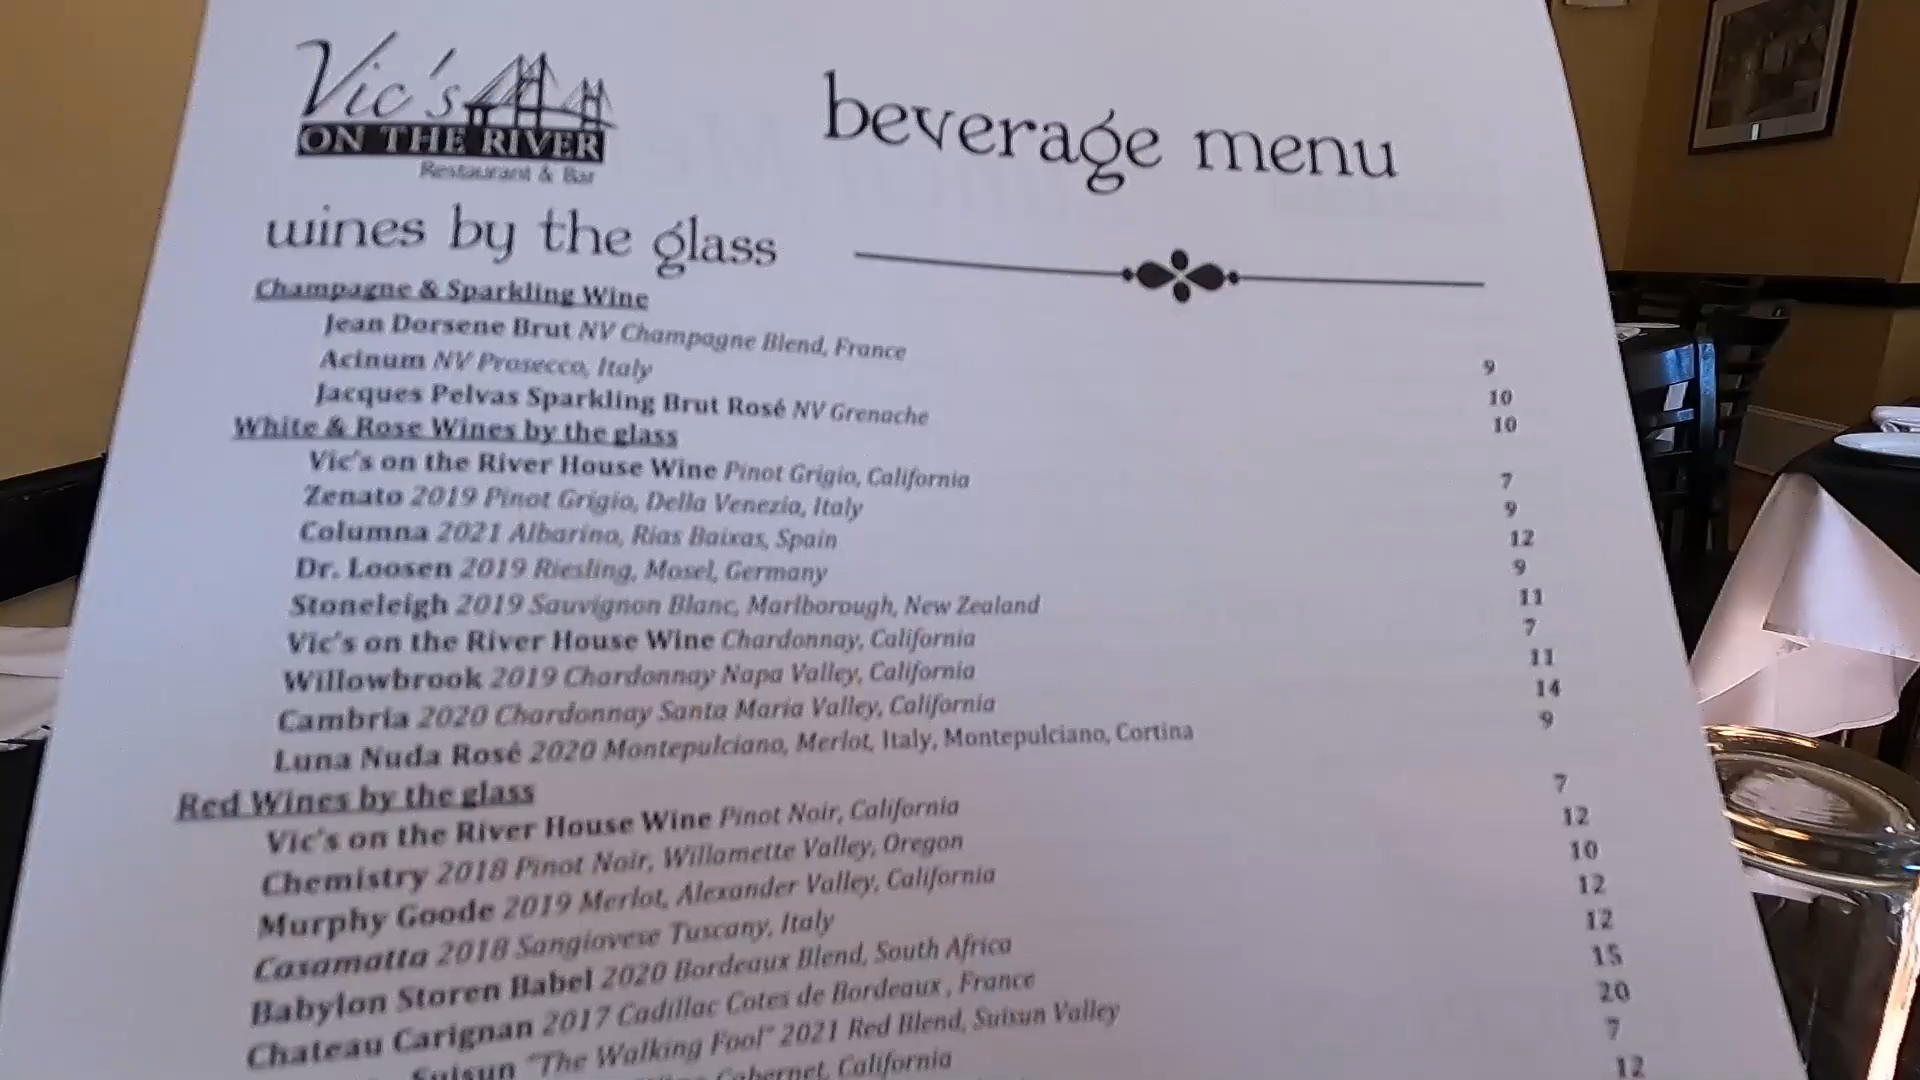 Vic's
ON THE RIVER
Restaurant & Bar
beverage menu
wines by the glass
Champagne & Sparkling Wine
Jean Dorsene Brut NV Champagne Blend, France 9
Acinum NV Prosecco, Italy 10
Jacques Pelvas Sparkling Brut Rosé NV Grenache 10
White & Rose Wines by the glass
Vic's on the River House Wine Pinot Grigio, California 7
Zenato 2019 Pinot Grigio, Della Venezia, Italy 9
Columna 2021 Albarino, Rias Baixas, Spain 12
Dr. Loosen 2019 Riesling, Mosel, Germany 9
Stoneleigh 2019 Sauvignon Blanc, Marlborough, New Zealand 11
Vic's on the River House Wine Chardonnay, California 7
Willowbrook 2019 Chardonnay Napa Valley, California 11
Cambria 2020 Chardonnay Santa Maria Valley, California 14
Luna Nuda Rosé 2020 Montepulciano, Merlot, Italy, Montepulciano, Cortina 9
Red Wines by the glass
Vic's on the River House Wine Pinot Noir, California 7
Chemistry 2018 Pinot Noir, Willamette Valley, Oregon 12
Murphy Goode 2019 Merlot, Alexander Valley, California 10
Casamatta 2018 Sangiovese Tuscany, Italy 12
Babylon Storen Babel 2020 Bordeaux Blend, South Africa 12
Chateau Carignan 2017 Cadillac Cotes de Bordeaux, France 15
Suisun "The Walking Fool" 2021 Red Blend, Suisun Valley 20
Cabernet, California 7
12